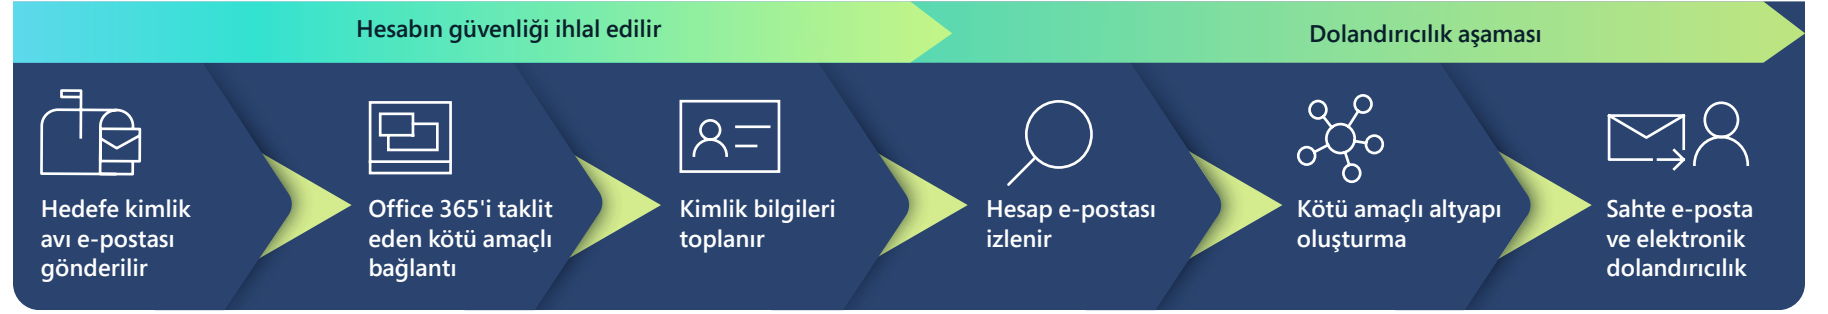 Hesabın güvenliği ihlal edilir
Dolandırıcılık aşaması
Hedefe kimlik
avı e-postası
gönderilir
Office 365'i taklit
eden kötü amaçlı
bağlantı
Kimlik bilgileri
toplanır
Hesap e-postası
izlenir
Kötü amaçlı altyapı
oluşturma
Sahte e-posta
ve elektronik
dolandırıcılık